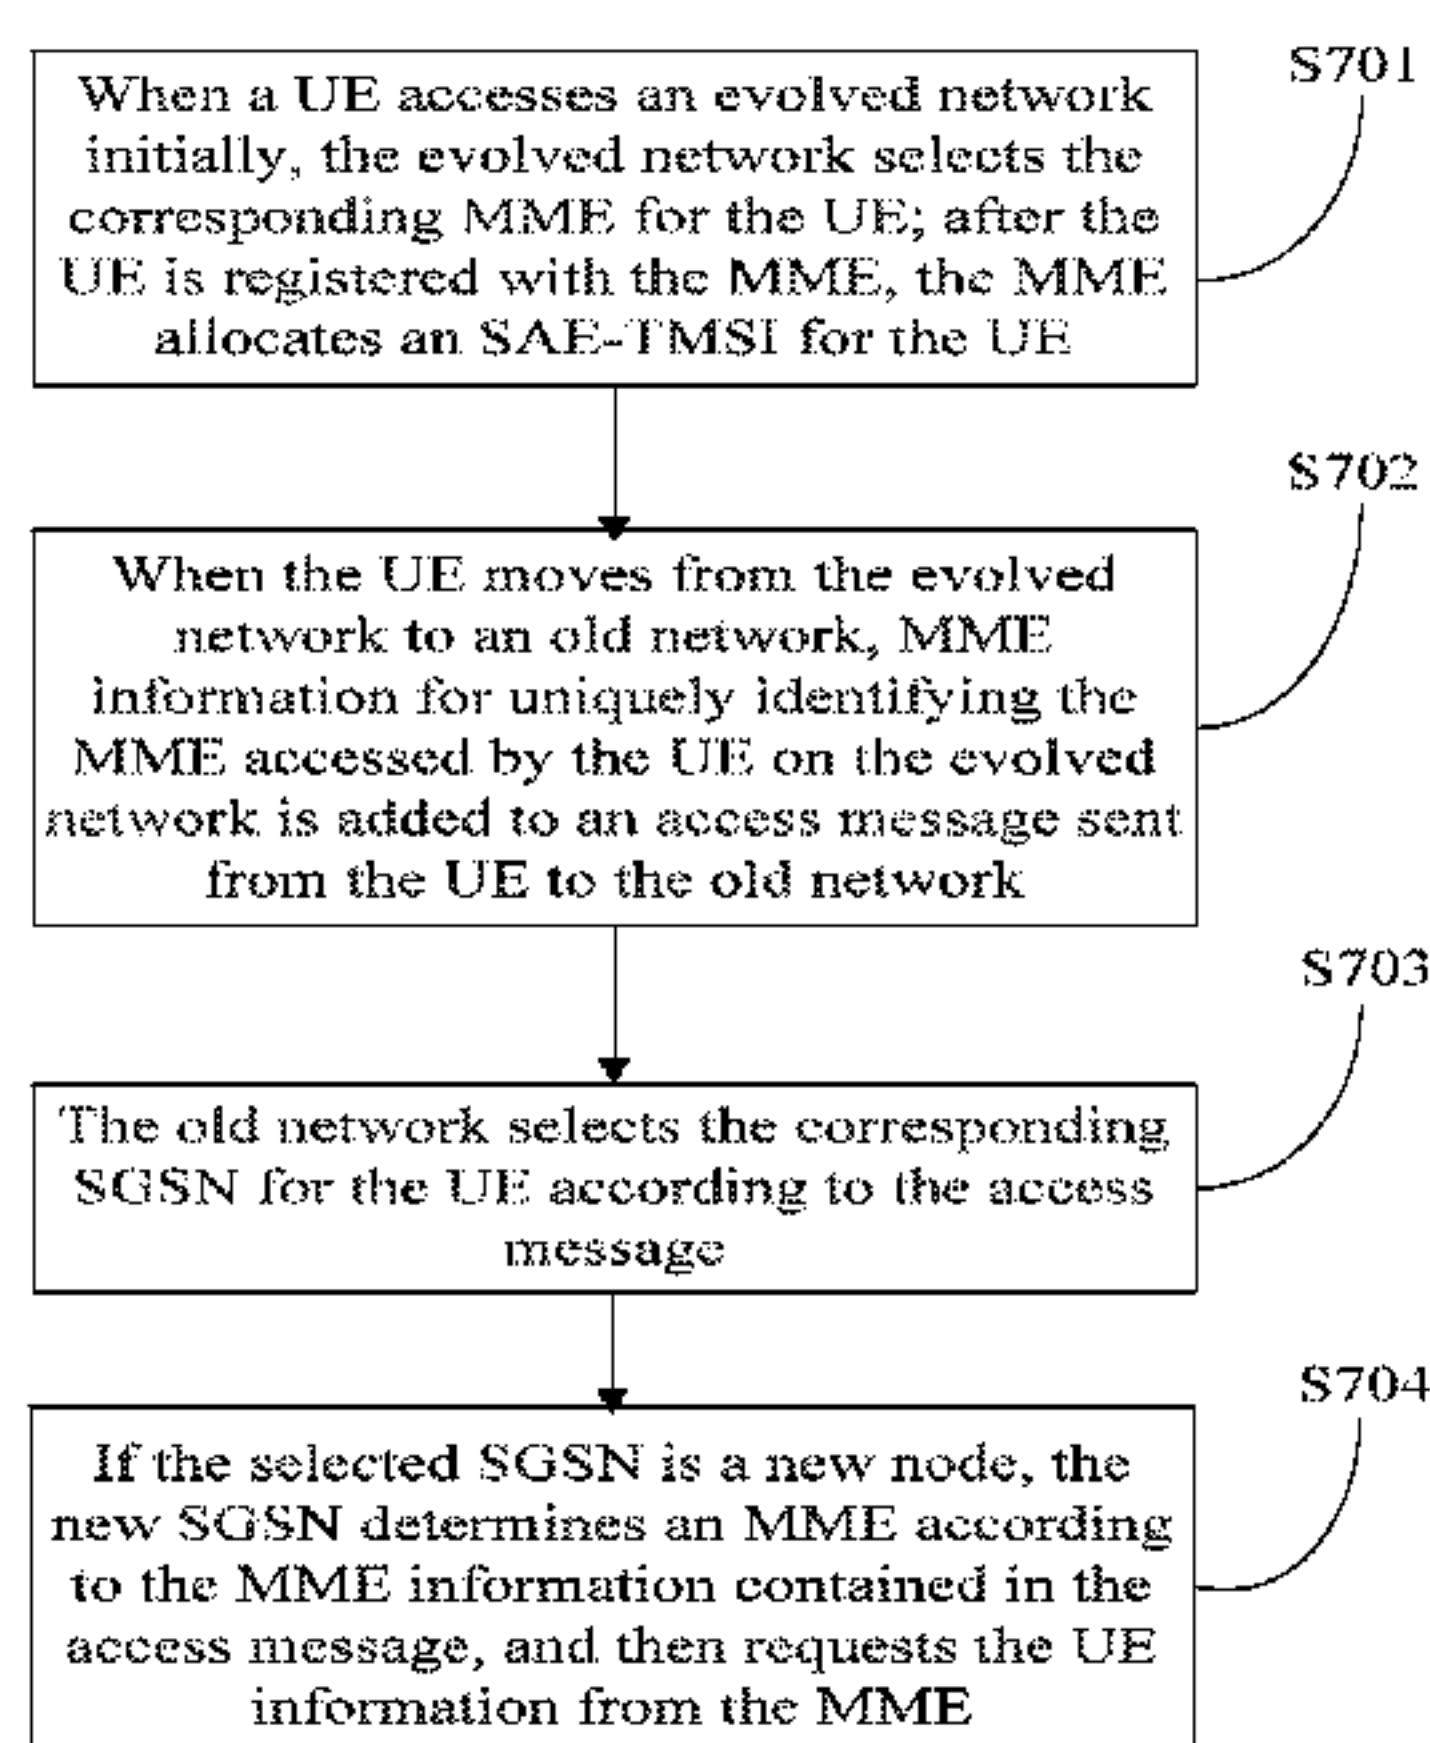 S701
When a UE accesses an evolved network
initially, the evolved network selects the
corresponding MME for the UE; after the
UE is registered with the MME, the MME
allocates an SAE-TMSI for the UE
S702
When the UE moves from the evolved
network to an old network, MME
information for uniquely identifying the
MME accessed by the UE on the evolved
network is added to an access message sent
from the UE to the old network
S703
The old network selects the corresponding
SGSN for the UE according to the access
message
S704
If the selected SGSN is a new node, the
new SGSN determines an MME according
to the MME information contained in the
access message, and then requests the UE
information from the MME